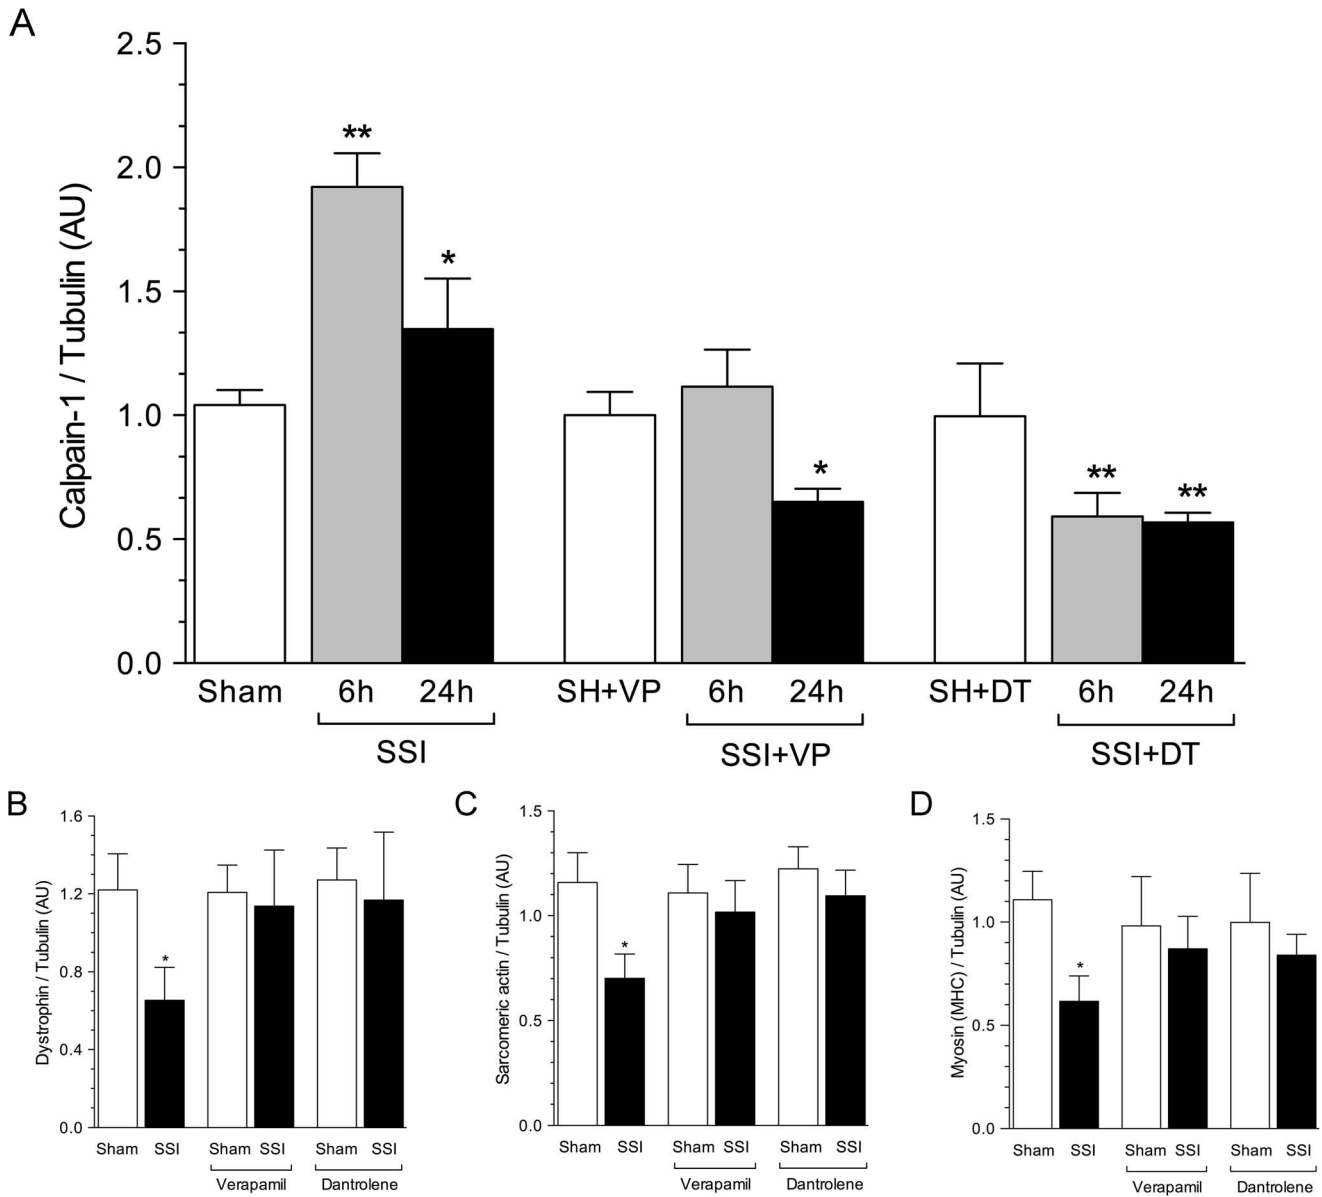 A
Calpain-1 / Tubulin (AU)
2.5
2.0
1.5
1.0
0.5
0.0
**
*
*
**
**
Sham 6h 24h SH+VP 6h 24h SH+DT 6h 24h
SSI SSI+VP SSI+DT
B
Dystrophin / Tubulin (AU)
1.6
1.2
0.8
0.4
0.0
*
Sham SSI Sham SSI Sham SSI
Verapamil Dantrolene
C
Sarcomeric actin / Tubulin (AU)
1.5
1.0
0.5
0.0
*
Sham SSI Sham SSI Sham SSI
Verapamil Dantrolene
D
Myosin (MHC) / Tubulin (AU)
1.5
1.0
0.5
0.0
*
Sham SSI Sham SSI Sham SSI
Verapamil Dantrolene